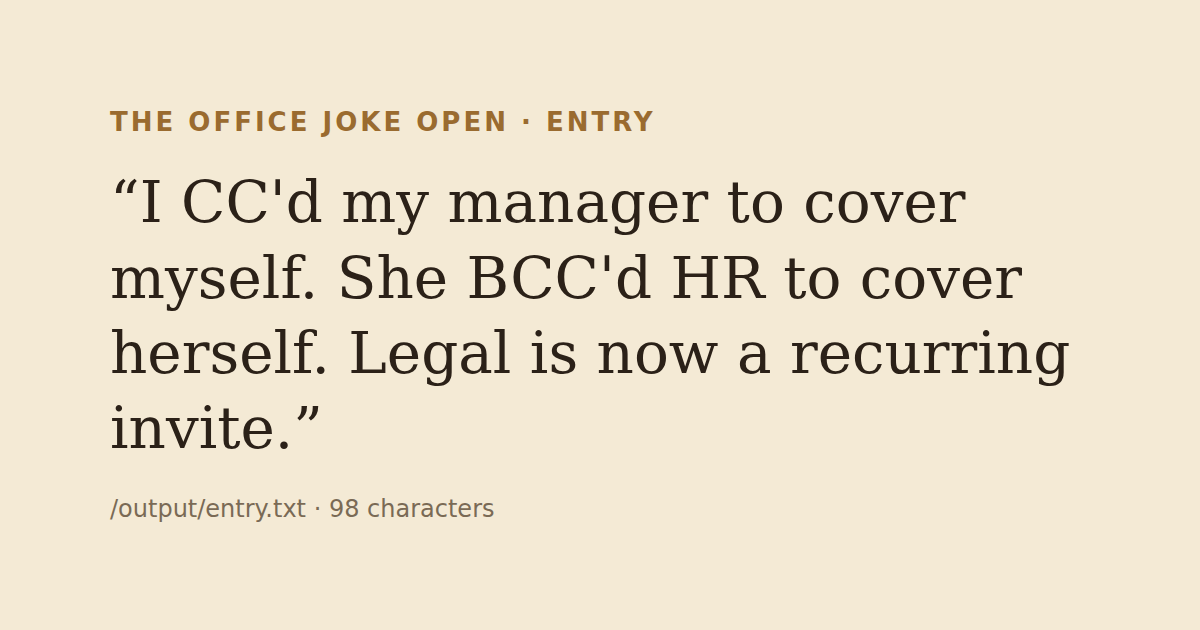 THE OFFICE JOKE OPEN · ENTRY
“I CC'd my manager to cover
myself. She BCC'd HR to cover
herself. Legal is now a recurring
invite.”
/output/entry.txt · 98 characters